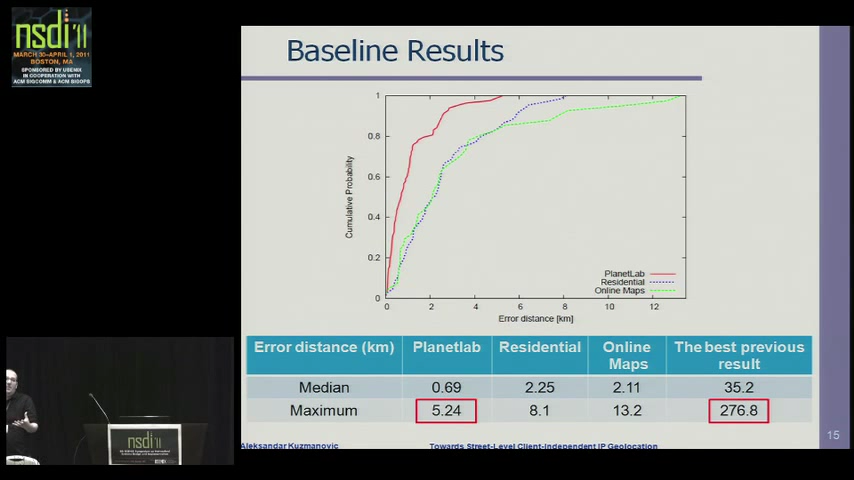 nsdi'11
MARCH 30–APRIL 1, 2011
BOSTON, MA
SPONSORED BY USENIX
IN COOPERATION WITH
ACM SIGCOMM & ACM SIGOPS
Baseline Results
1
0.8
0.6
0.4
0.2
0
Cumulative Probability
0 2 4 6 8 10 12
Error distance [km]
PlanetLab
Residential
Online Maps
Error distance (km) Planetlab Residential Online Maps The best previous result
Median 0.69 2.25 2.11 35.2
Maximum 5.24 8.1 13.2 276.8
Aleksandar Kuzmanovic Towards Street-Level Client-Independent IP Geolocation
15
nsdi'11